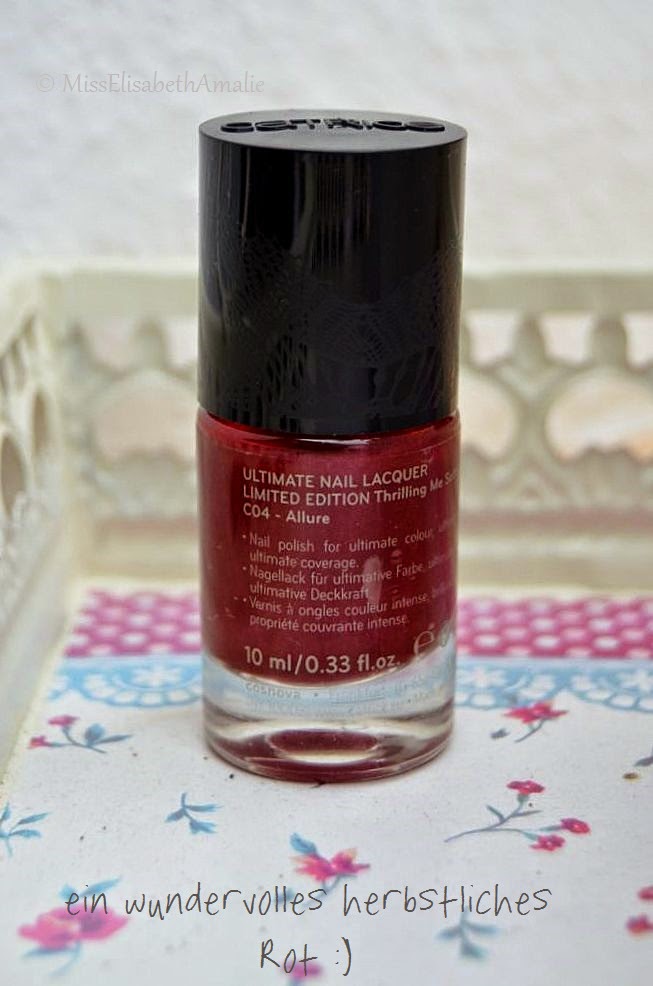 © MissElisabethAmalie
CATRICE
ULTIMATE NAIL LACQUER
LIMITED EDITION Thrilling Me
C04 - Allure
• Nail polish for ultimate colour,
ultimate coverage.
• Nagellack für ultimative Farbe,
ultimative Deckkraft
• Vernis à ongles couleur intense,
propriété couvrante intense.
10 ml/0.33 fl.oz. e
cosnova •
ein wundervolles herbstliches
Rot :)